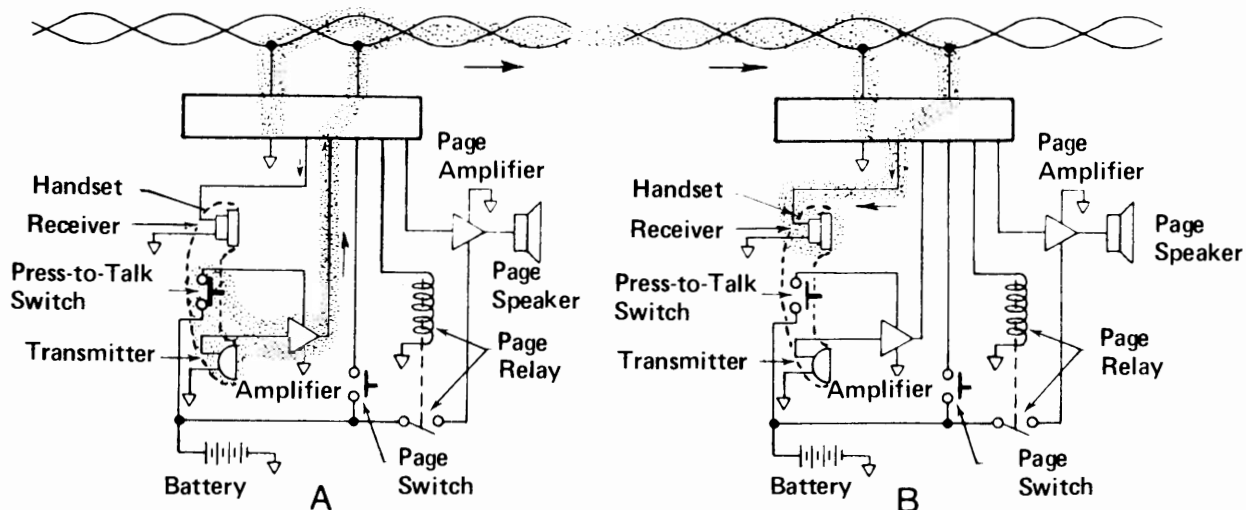 Page
Amplifier
Handset
Receiver
Press-to-Talk
Switch
Transmitter
Amplifier
Page
Speaker
Page
Relay
Page
Switch
Battery
A
Page
Amplifier
Handset
Receiver
Press-to-Talk
Switch
Transmitter
Amplifier
Page Speaker
Page
Relay
Page
Switch
Battery
B